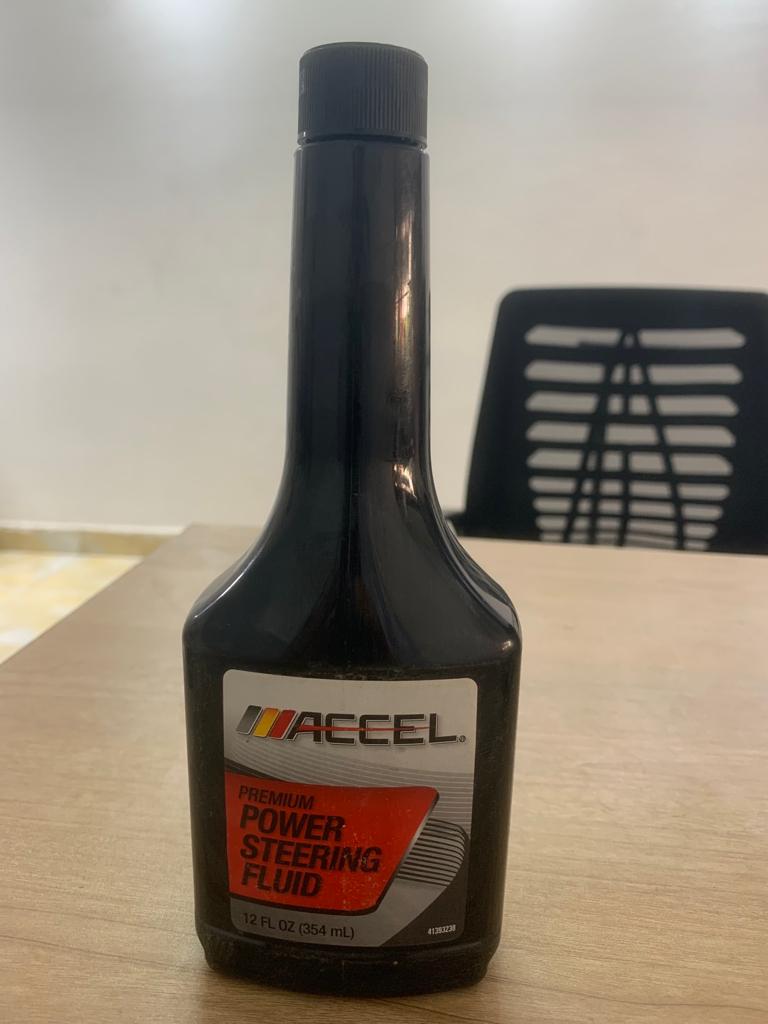 ACCEL®
PREMIUM
POWER
STEERING
FLUID
12 FL OZ (354 mL)
41393238